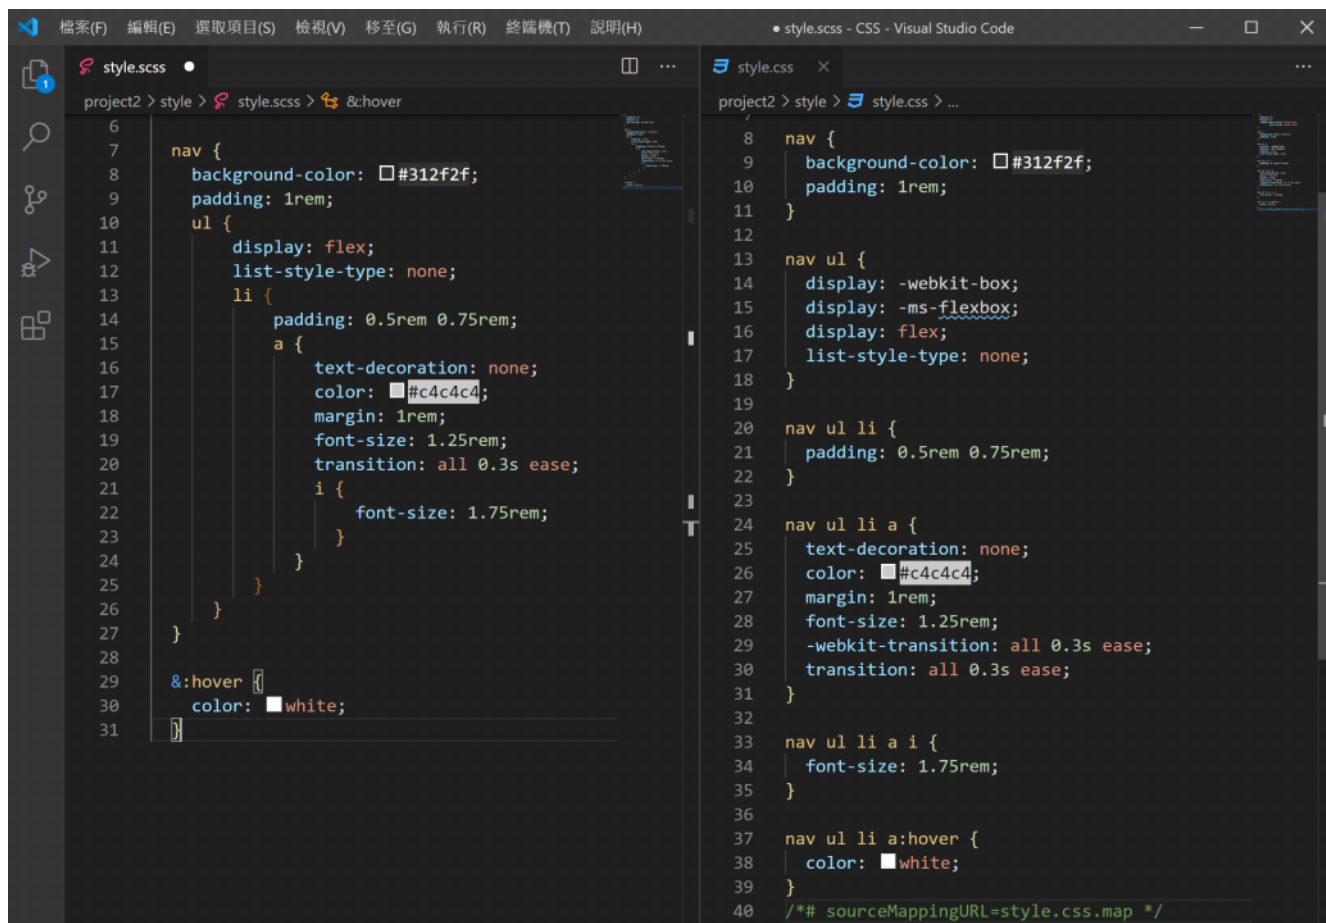 檔案(F) 編輯(E) 選取項目(S) 檢視(V) 移至(G) 執行(R) 終端機(T) 說明(H) ● style.scss - CSS - Visual Studio Code
style.scss ●
project2 > style > style.scss > &:hover
1
6
7 nav {
8 background-color: #312f2f;
9 padding: 1rem;
10 ul {
11 display: flex;
12 list-style-type: none;
13 li {
14 padding: 0.5rem 0.75rem;
15 a {
16 text-decoration: none;
17 color: #c4c4c4;
18 margin: 1rem;
19 font-size: 1.25rem;
20 transition: all 0.3s ease;
21 i {
22 font-size: 1.75rem;
23 }
24 }
25 }
26 }
27 }
28
29 &:hover {
30 color: white;
31 }
style.css ×
project2 > style > style.css > ...
7
8 nav {
9 background-color: #312f2f;
10 padding: 1rem;
11 }
12
13 nav ul {
14 display: -webkit-box;
15 display: -ms-flexbox;
16 display: flex;
17 list-style-type: none;
18 }
19
20 nav ul li {
21 padding: 0.5rem 0.75rem;
22 }
23
24 nav ul li a {
25 text-decoration: none;
26 color: #c4c4c4;
27 margin: 1rem;
28 font-size: 1.25rem;
29 -webkit-transition: all 0.3s ease;
30 transition: all 0.3s ease;
31 }
32
33 nav ul li a i {
34 font-size: 1.75rem;
35 }
36
37 nav ul li a:hover {
38 color: white;
39 }
40 /*# sourceMappingURL=style.css.map */